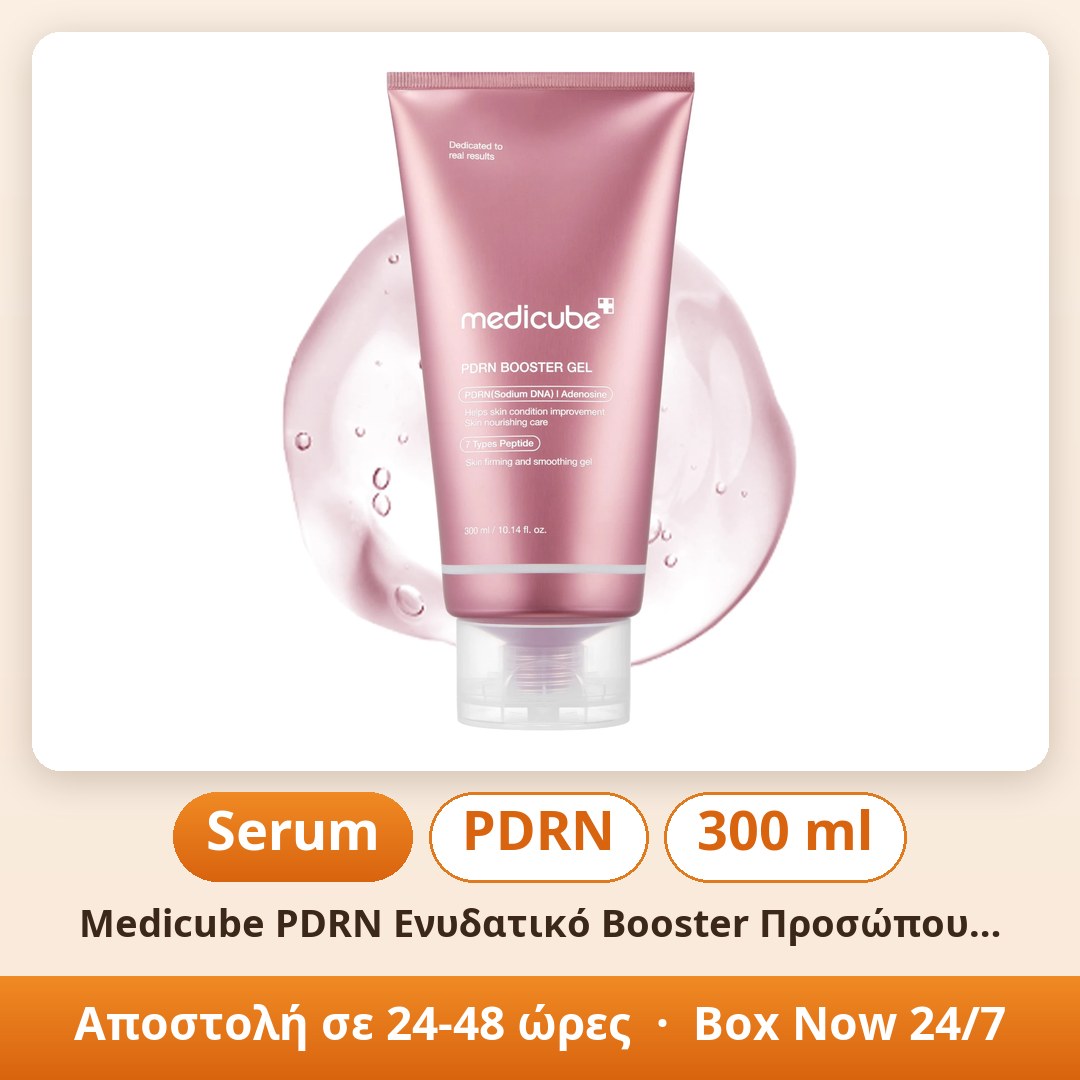 Dedicated to
real results
medicube
PDRN BOOSTER GEL
PDRN(Sodium DNA) I Adenosine
Helps skin condition improvement.
Skin nourishing care
7 Types Peptide
Skin firming and smoothing gel
300 ml / 10.14 fl. oz.
Serum PDRN 300 ml
Medicube PDRN Ενυδατικό Booster Προσώπου...
Αποστολή σε 24-48 ώρες · Box Now 24/7